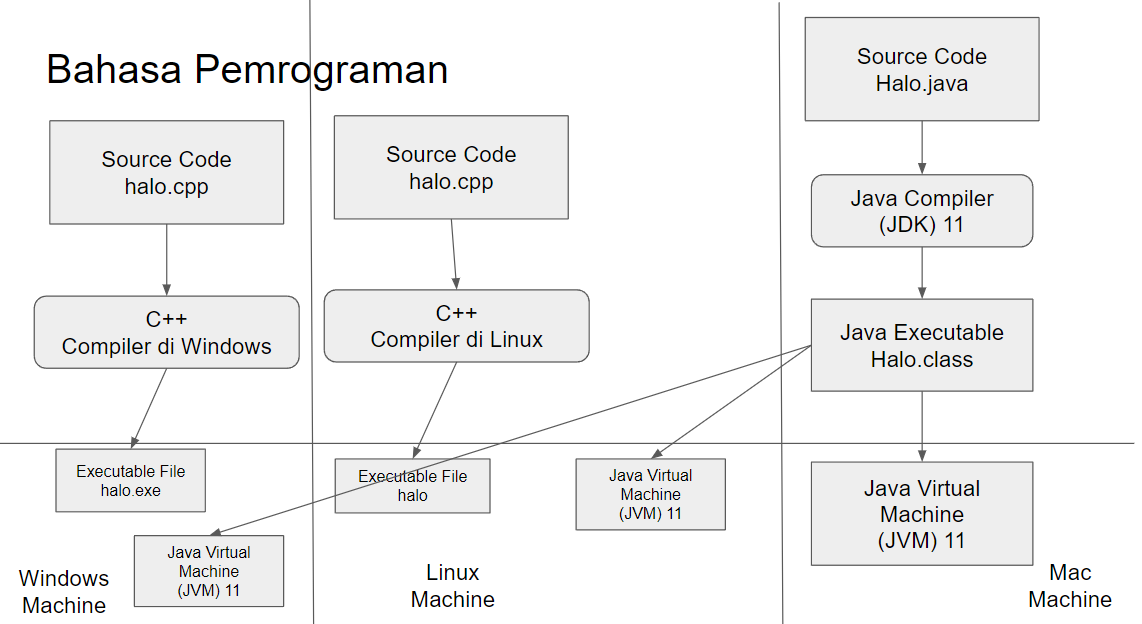 Bahasa Pemrograman
Source Code
halo.cpp
C++
Compiler di Windows
Executable File
halo.exe
Java Virtual
Machine
(JVM) 11
Windows
Machine
Source Code
halo.cpp
C++
Compiler di Linux
Executable File
halo
Java Virtual
Machine
(JVM) 11
Linux
Machine
Source Code
Halo.java
Java Compiler
(JDK) 11
Java Executable
Halo.class
Java Virtual
Machine
(JVM) 11
Mac
Machine